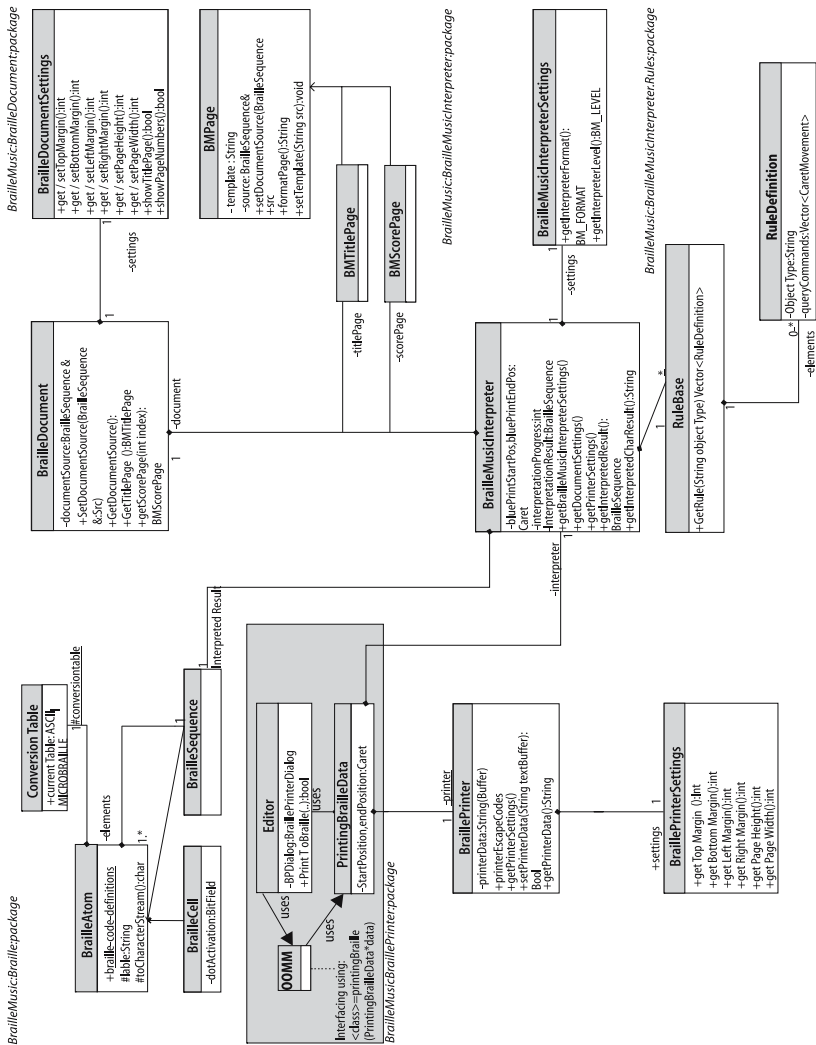 BrailleMusic:Braille:package
Conversion Table
+current Table: ASCII,
MICROBRAILLE
1
#conversiontable
BrailleAtom
+braille-code-definitions
#lable:String
#toCharacterStream():char
-elements
1.*
1
BrailleCell
-dotActivation:BitField
BrailleSequence
1
Interpreted Result
BrailleDocument
-documentSource:BrailleSequence &
+SetDocumentSource(BrailleSequence
&:Src)
+GetDocumentSource():
+GetTitlePage ():BMTitlePage
+getScorePage(int index):
BMScorePage
1
-document
1
-settings
1
BrailleMusic:BrailleDocument:package
BrailleDocumentSettings
+get / setTopMargin():int
+get / setBottomMargin():int
+get / setLeftMargin():int
+get / setRightMargin():int
+get / setPageHeight():int
+get / setPageWidth():int
+showTitlePage():bool
+showPageNumbers():bool
BMPage
- template : String
-source:BrailleSequence&
+setDocumentSource(BrailleSequence
+src
+formatPage():String
+setTemplate(String src):void
BMTitlePage
-titlePage
BMScorePage
-scorePage
Editor
-BPDialog:BraillePrinterDialog
+ Print T oBraille(..):bool
uses
uses
OOMM
uses
PrintingBrailleData
-StartPosition,endPosition:Caret
Interfacing using:
<class>=printingBraille
(PrintingBrailleData*data)
BrailleMusicBraillePrinter:package
1
-printer
BraillePrinter
-printerData:String(Buffer)
+printerEscapeCodes
+getPrinterSettings()
+setPrinterData(String textBuffer):
Bool
+getPrinterData():String
+settings
1
BraillePrinterSettings
+get Top Margin ():Int
+get Bottom Margin():int
+get Left Margin():int
+get Right Margin():int
+get Page Height():int
+get Page Width():int
BrailleMusicInterpreter
-bluePrintStartPos,bluePrintEndPos:
Caret
-interpretationProgress:int
-InterpretationResult:BrailleSequence
+getBrailleMusicInterpreterSettings()
+getDocumentSettings()
+getPrinterSettings()
+getInterpretedResult():
BrailleSequence
+getInterpretedCharResult():String
1
-interpreter
1
-settings
1
BrailleMusic:BrailleMusicInterpreter:package
BrailleMusicInterpreterSettings
+getInterpreterFormat():
BM_FORMAT
+getInterpreterLevel():BM_LEVEL
BrailleMusic:BrailleMusicInterpreter.Rules:package
1
*
RuleBase
+GetRule(String object Type) Vector<RuleDefinition>
1
-elements
0-*
RuleDefinition
-Object Type:String
-queryCommands:Vector<CaretMovement>